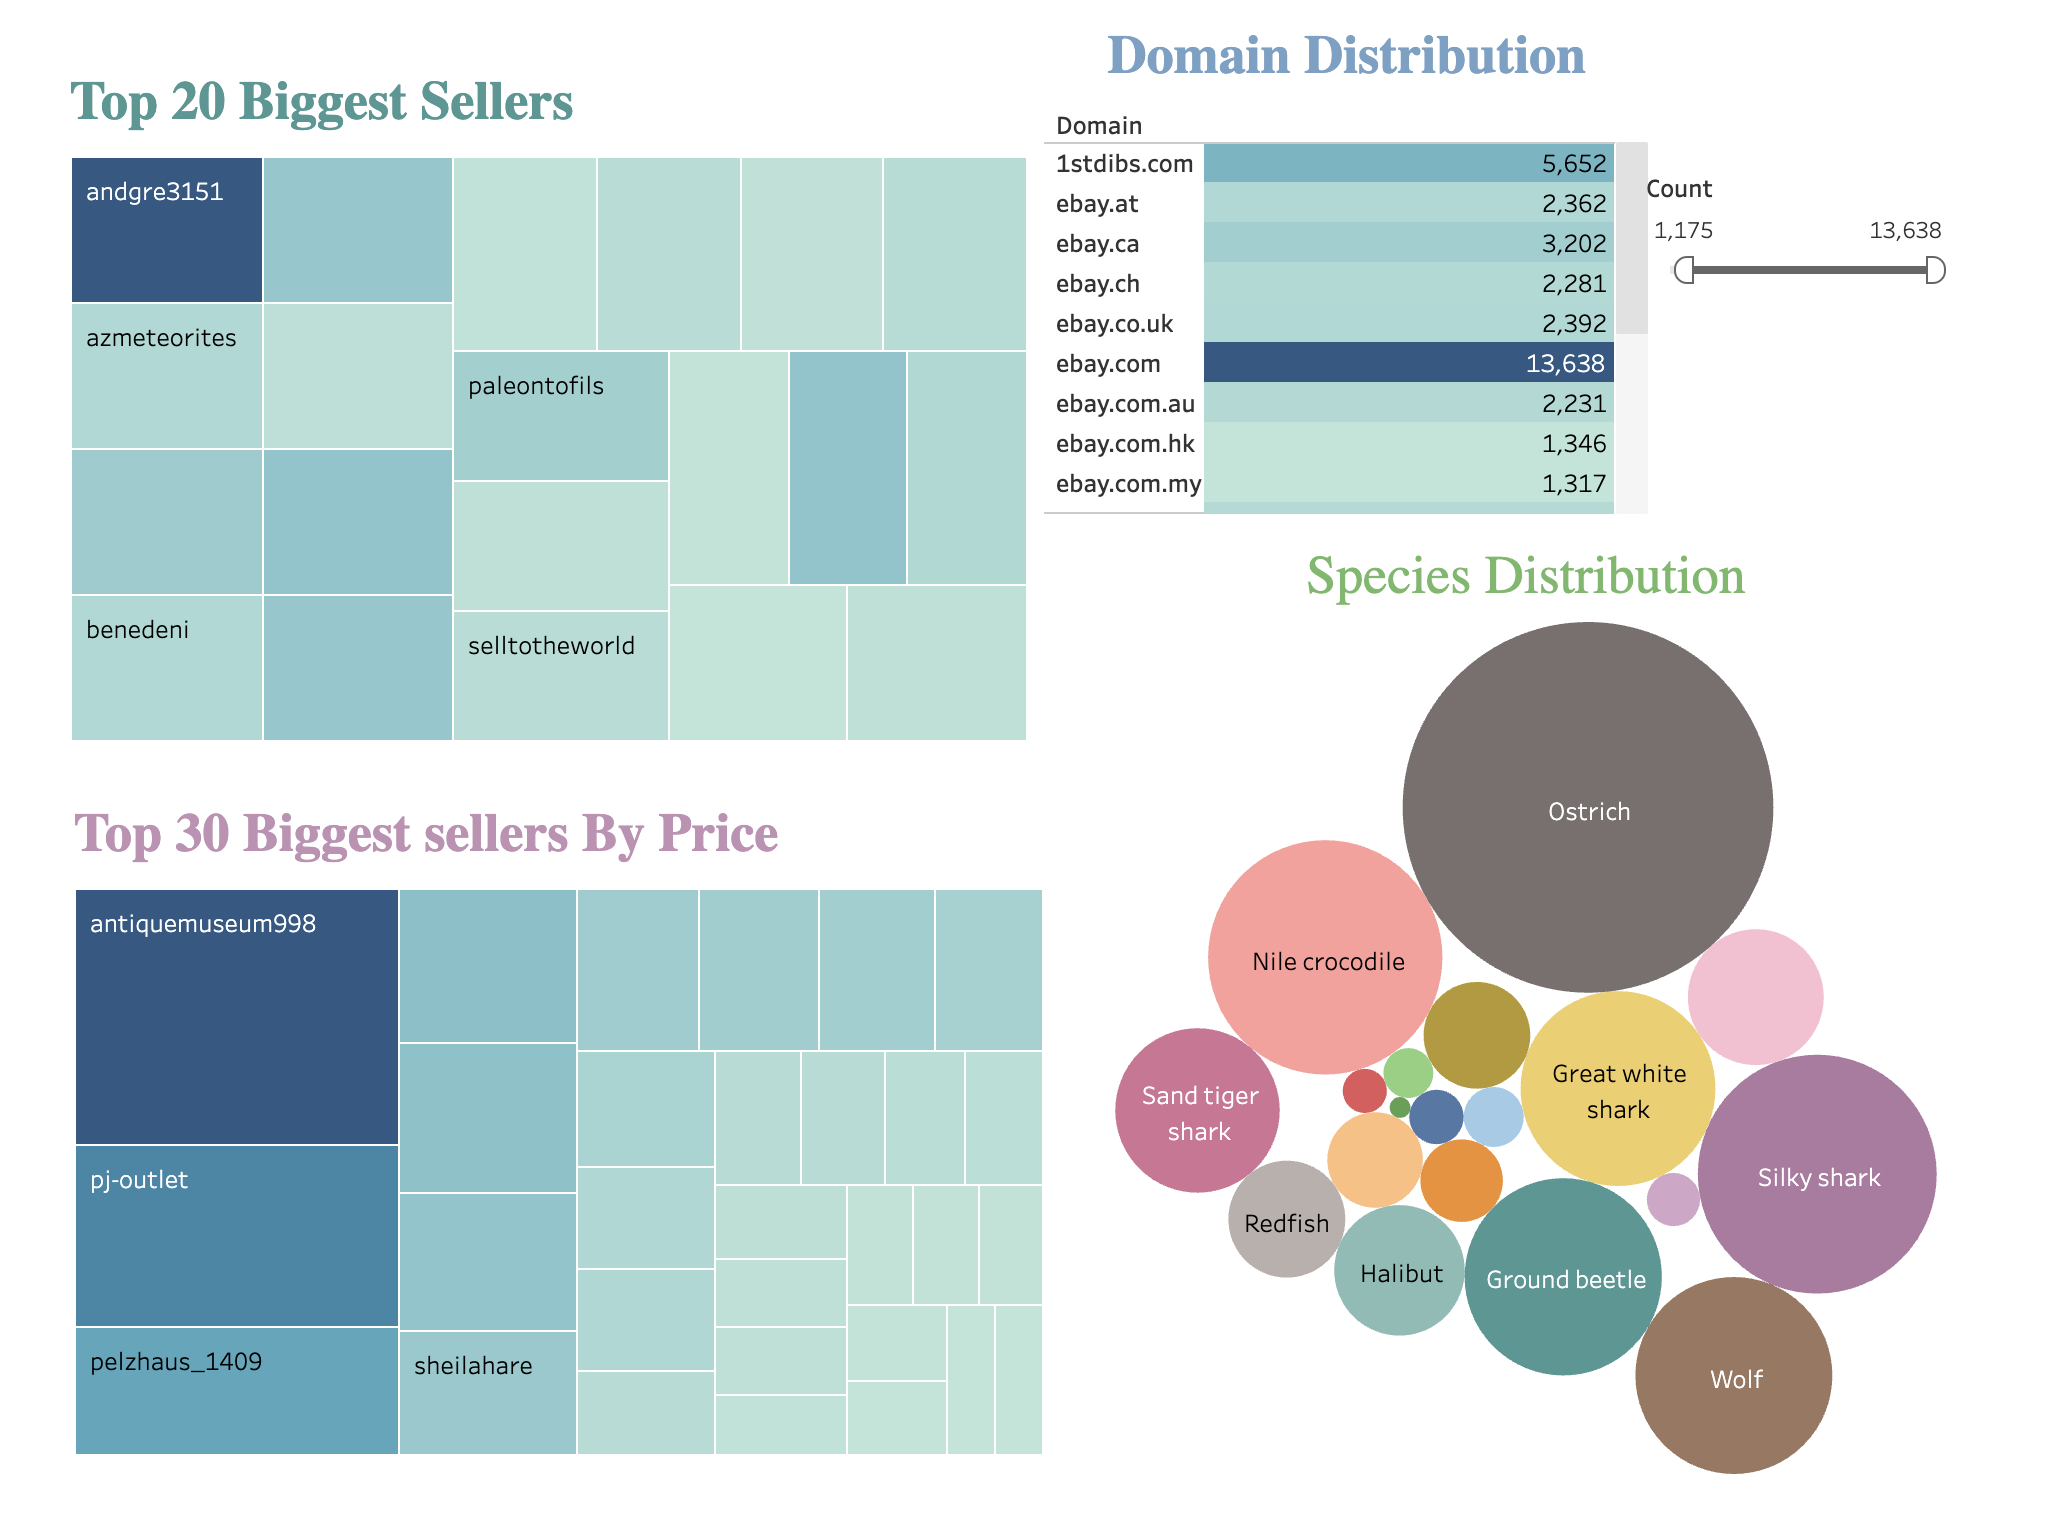 Top 20 Biggest Sellers
andgre3151
azmeteorites
benedeni
paleontofils
selltotheworld
Domain Distribution
Domain
1stdibs.com 5,652
ebay.at 2,362
ebay.ca 3,202
ebay.ch 2,281
ebay.co.uk 2,392
ebay.com 13,638
ebay.com.au 2,231
ebay.com.hk 1,346
ebay.com.my 1,317
Count
1,175 13,638
Top 30 Biggest sellers By Price
antiquemuseum998
pj-outlet
pelzhaus_1409
sheilahare
Species Distribution
Ostrich
Nile crocodile
Great white
shark
Sand tiger
shark
Silky shark
Redfish
Halibut
Ground beetle
Wolf